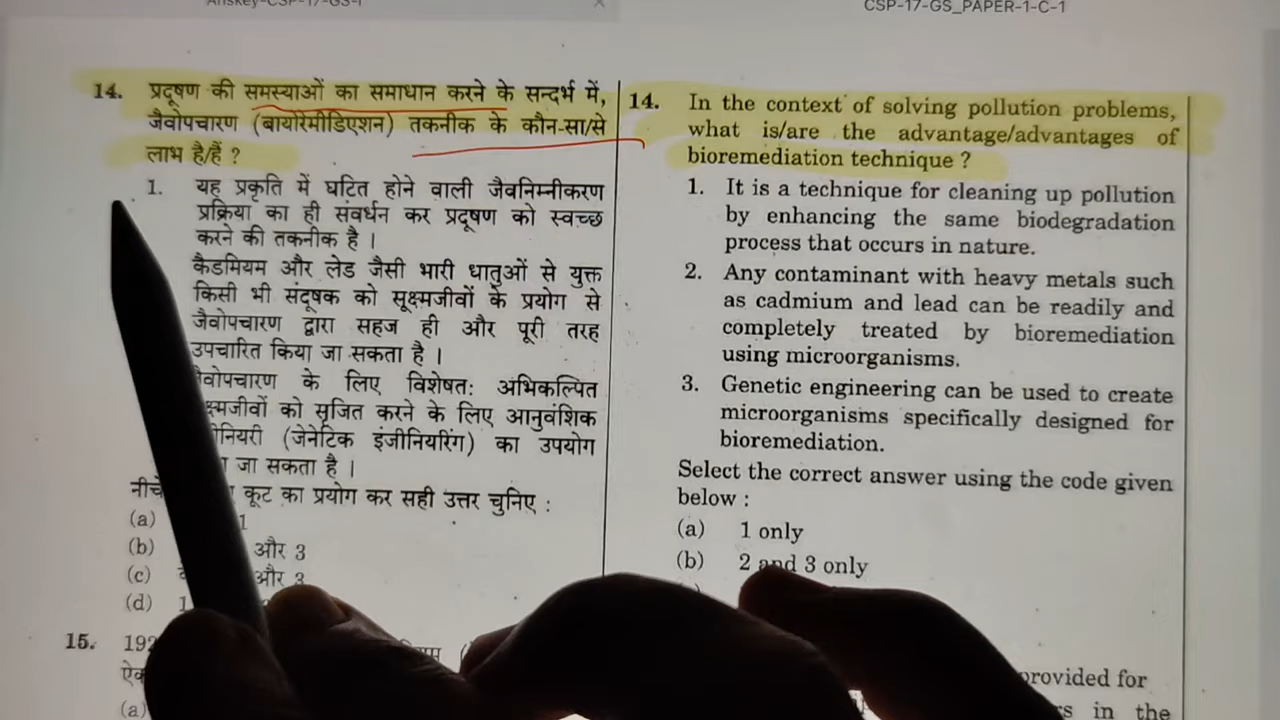 CSP-17-GS_PAPER-1-C-1
14. प्रदूषण की समस्याओं का समाधान करने के सन्दर्भ में,
जैवोपचारण (बायोरेमीडिएशन) तकनीक के कौन-सा/से
लाभ है/हैं ?
1. यह प्रकृति में घटित होने वाली जैवनिम्नीकरण
प्रक्रिया का ही संवर्धन कर प्रदूषण को स्वच्छ
करने की तकनीक है ।
कैडमियम और लेड जैसी भारी धातुओं से युक्त
किसी भी संदूषक को सूक्ष्मजीवों के प्रयोग से
जैवोपचारण द्वारा सहज ही और पूरी तरह
उपचारित किया जा सकता है ।
के लिए विशेषतः अभिकल्पित
को सृजित करने के लिए आनुवंशिक
(जेनेटिक इंजीनियरिंग) का उपयोग
जा सकता है ।
कूट का प्रयोग कर सही उत्तर चुनिए :
(a) 1
(b) और 3
(c) और 3
(d) 1
15.
(a)
14. In the context of solving pollution problems,
what is/are the advantage/advantages of
bioremediation technique ?
1. It is a technique for cleaning up pollution
by enhancing the same biodegradation
process that occurs in nature.
2. Any contaminant with heavy metals such
as cadmium and lead can be readily and
completely treated by bioremediation
using microorganisms.
3. Genetic engineering can be used to create
microorganisms specifically designed for
bioremediation.
Select the correct answer using the code given
below :
(a) 1 only
(b) 2 and 3 only
provided for
in the